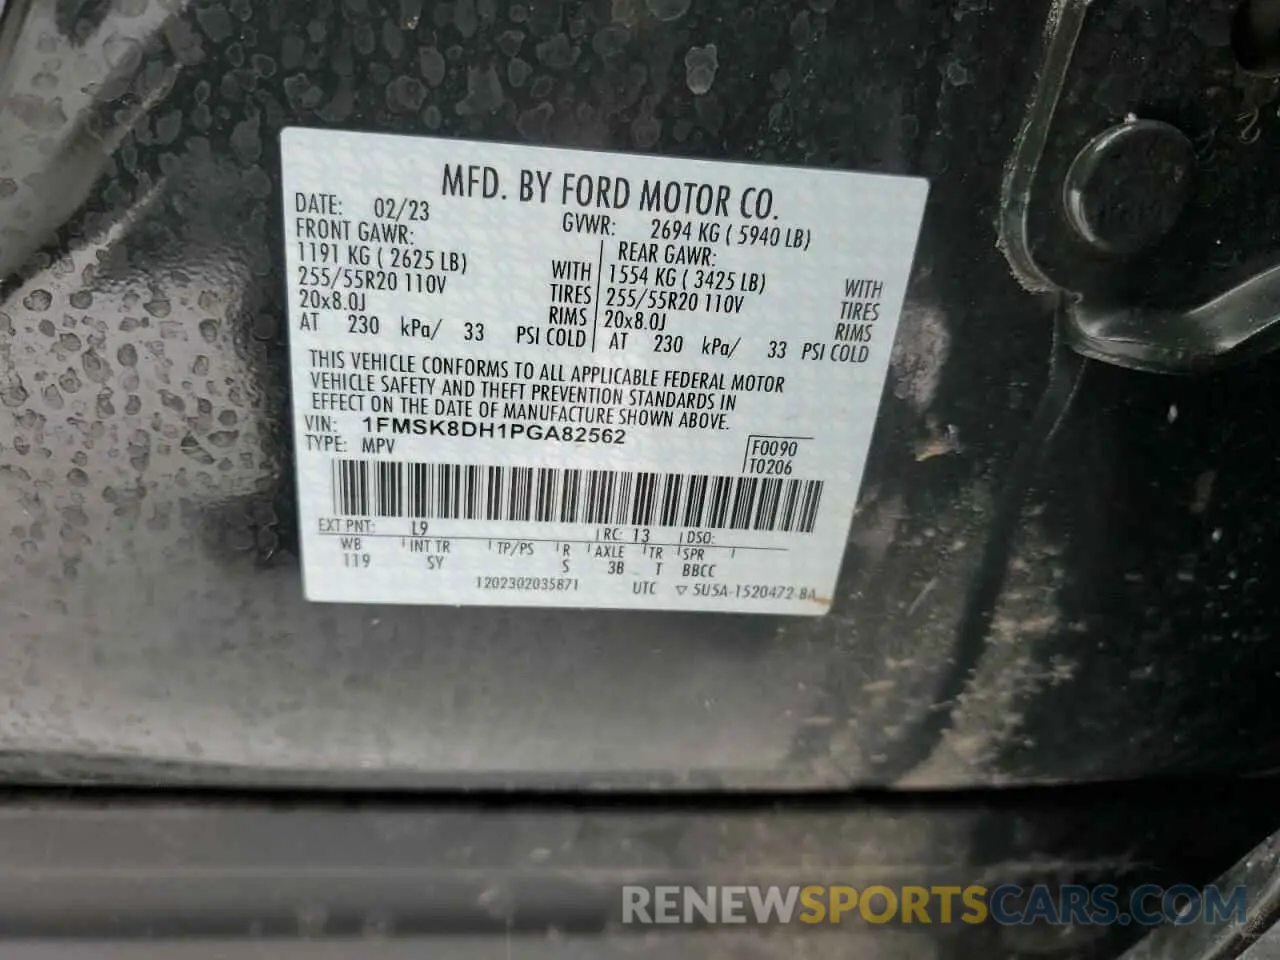 MFD. BY FORD MOTOR CO.
DATE: 02/23 GVWR: 2694 KG ( 5940 LB)
FRONT GAWR: REAR GAWR:
1191 KG ( 2625 LB) WITH 1554 KG ( 3425 LB) WITH
255/55R20 110V TIRES 255/55R20 110V TIRES
20x8.0J RIMS 20x8.0J RIMS
AT 230 kPa/ 33 PSI COLD AT 230 kPa/ 33 PSI COLD
THIS VEHICLE CONFORMS TO ALL APPLICABLE FEDERAL MOTOR
VEHICLE SAFETY AND THEFT PREVENTION STANDARDS IN
EFFECT ON THE DATE OF MANUFACTURE SHOWN ABOVE.
VIN: 1FMSK8DH1PGA82562
TYPE: MPV
F0090
T0206
EXT PNT: L9 RC: 13 DSO:
WB INT TR TP/PS R AXLE TR SPR
119 SY S 3B T BBCC
1202302035871 UTC ▽ 5U5A-1520472-BA
RENEWSPORTSCARS.COM